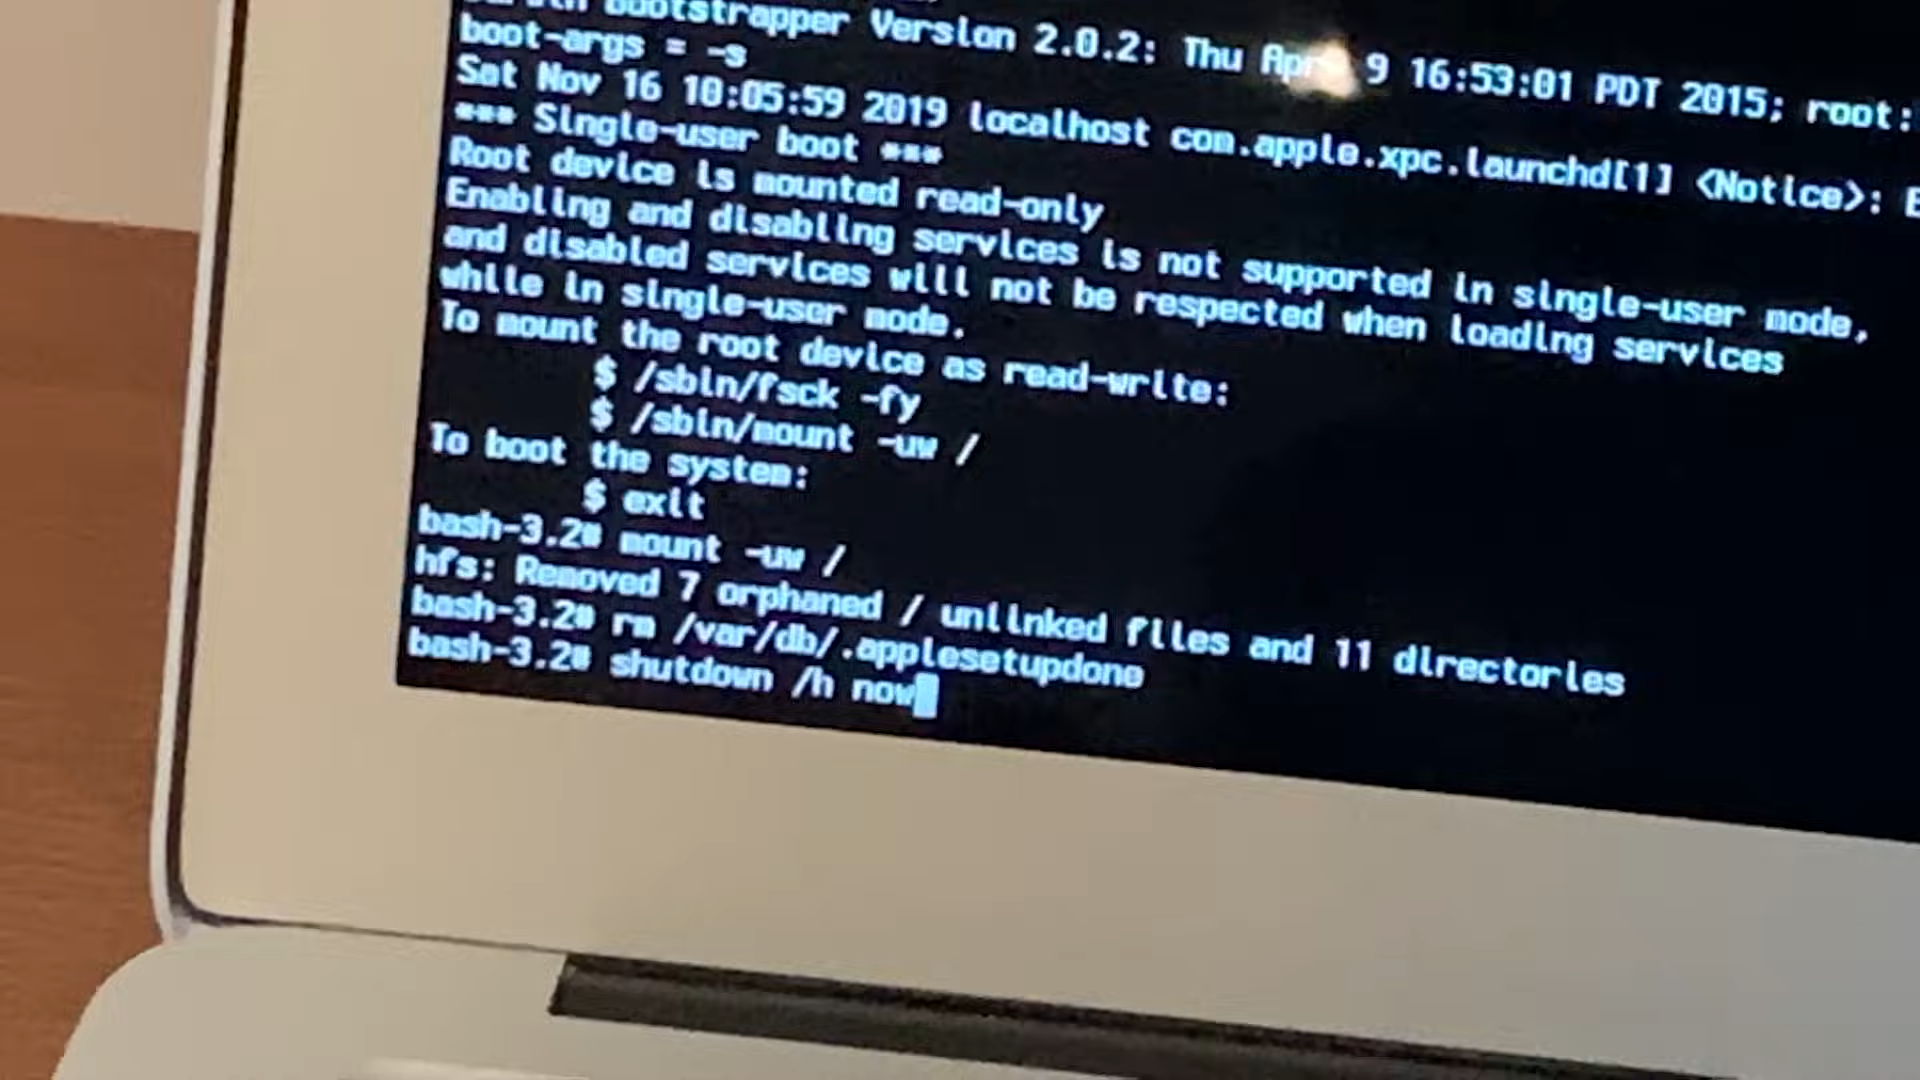 Bootstrapper Version 2.0.2: Thu Apr 9 16:53:01 PDT 2015; root:
boot-args = -s
Sat Nov 16 10:05:59 2019 localhost com.apple.xpc.launchd[1] <Notice>:
*** Single-user boot ***
Root device is mounted read-only
Enabling and disabling services is not supported in single-user mode,
and disabled services will not be respected when loading services
while in single-user mode.
To mount the root device as read-write:
$ /sbin/fsck -fy
$ /sbin/mount -uw /
To boot the system:
$ exit
bash-3.2# mount -uw /
hfs: Removed 7 orphaned / unlinked files and 11 directories
bash-3.2# rm /var/db/.applesetupdone
bash-3.2# shutdown /h now